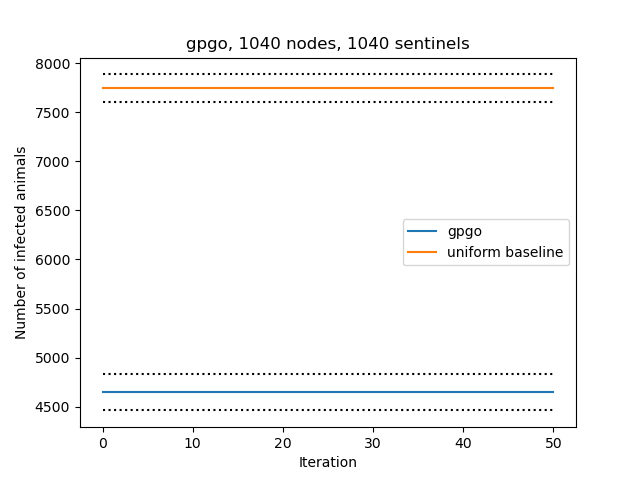 gpgo, 1040 nodes, 1040 sentinels
8000
7500
7000
6500
6000
5500
5000
4500
Number of infected animals
gpgo
uniform baseline
0 10 20 30 40 50
Iteration